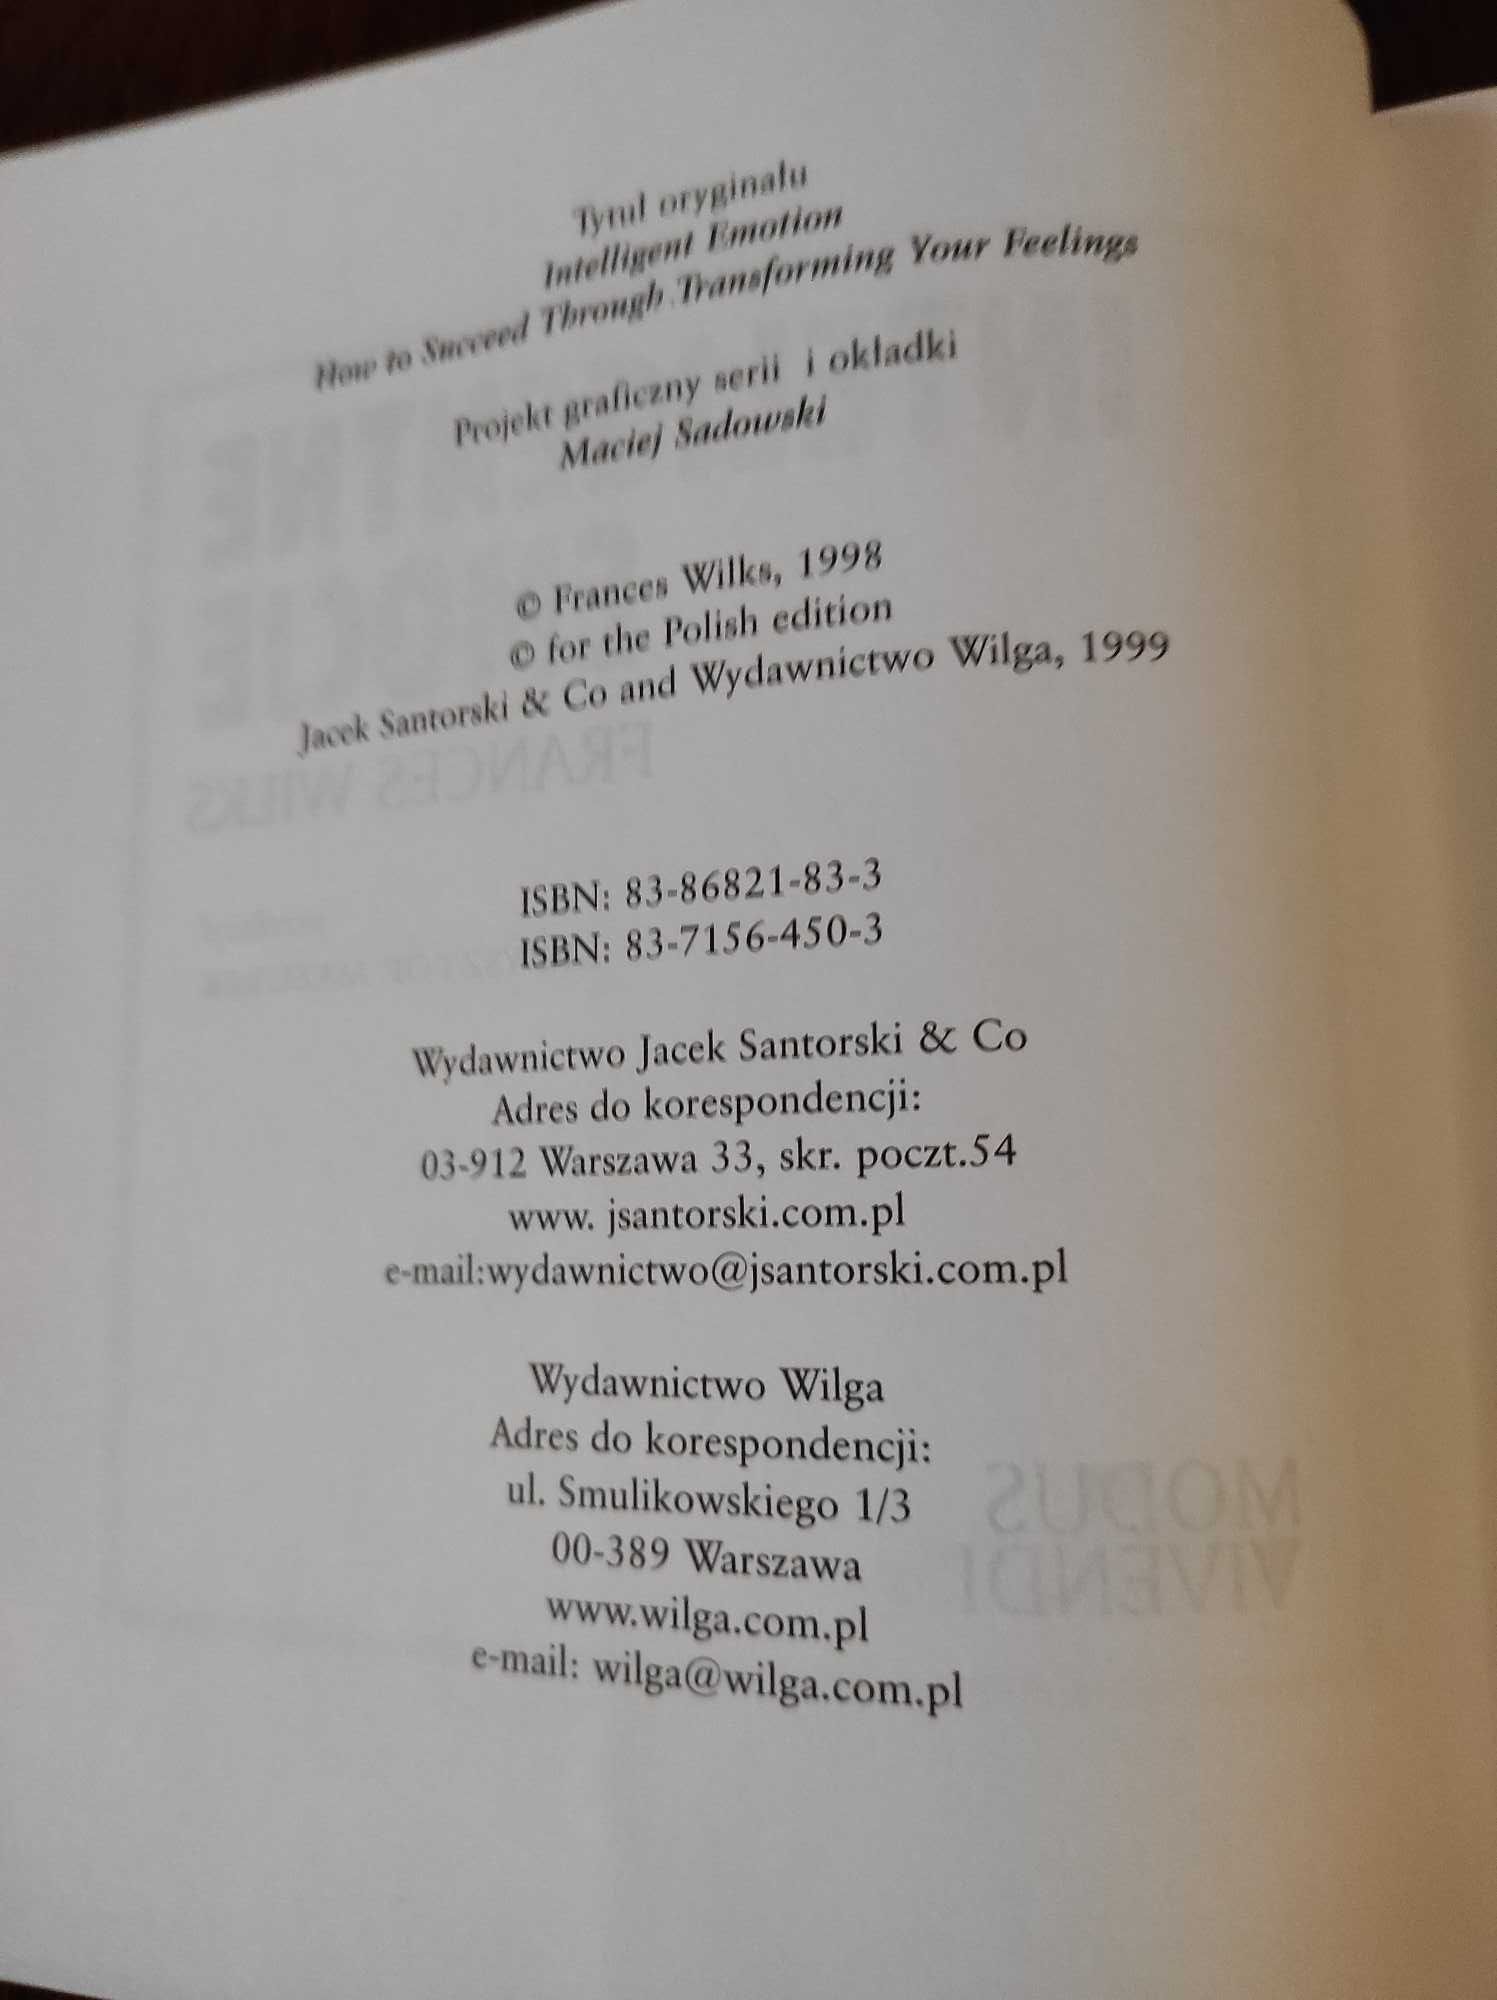 Tytuł oryginału
Intelligent Emotion
How to Succeed Through Transforming Your Feelings
Projekt graficzny serii i okładki
Maciej Sadowski
© Frances Wilks, 1998
© for the Polish edition
Jacek Santorski & Co and Wydawnictwo Wilga, 1999
FRANCES WILKS
ISBN: 83-86821-83-3
ISBN: 83-7156-450-3
Wydawnictwo Jacek Santorski & Co
Adres do korespondencji:
03-912 Warszawa 33, skr. poczt.54
www. jsantorski.com.pl
e-mail:wydawnictwo@jsantorski.com.pl
Wydawnictwo Wilga
Adres do korespondencji:
ul. Smulikowskiego 1/3
00-389 Warszawa
www.wilga.com.pl
e-mail: wilga@wilga.com.pl
MODUS
VIVENDI